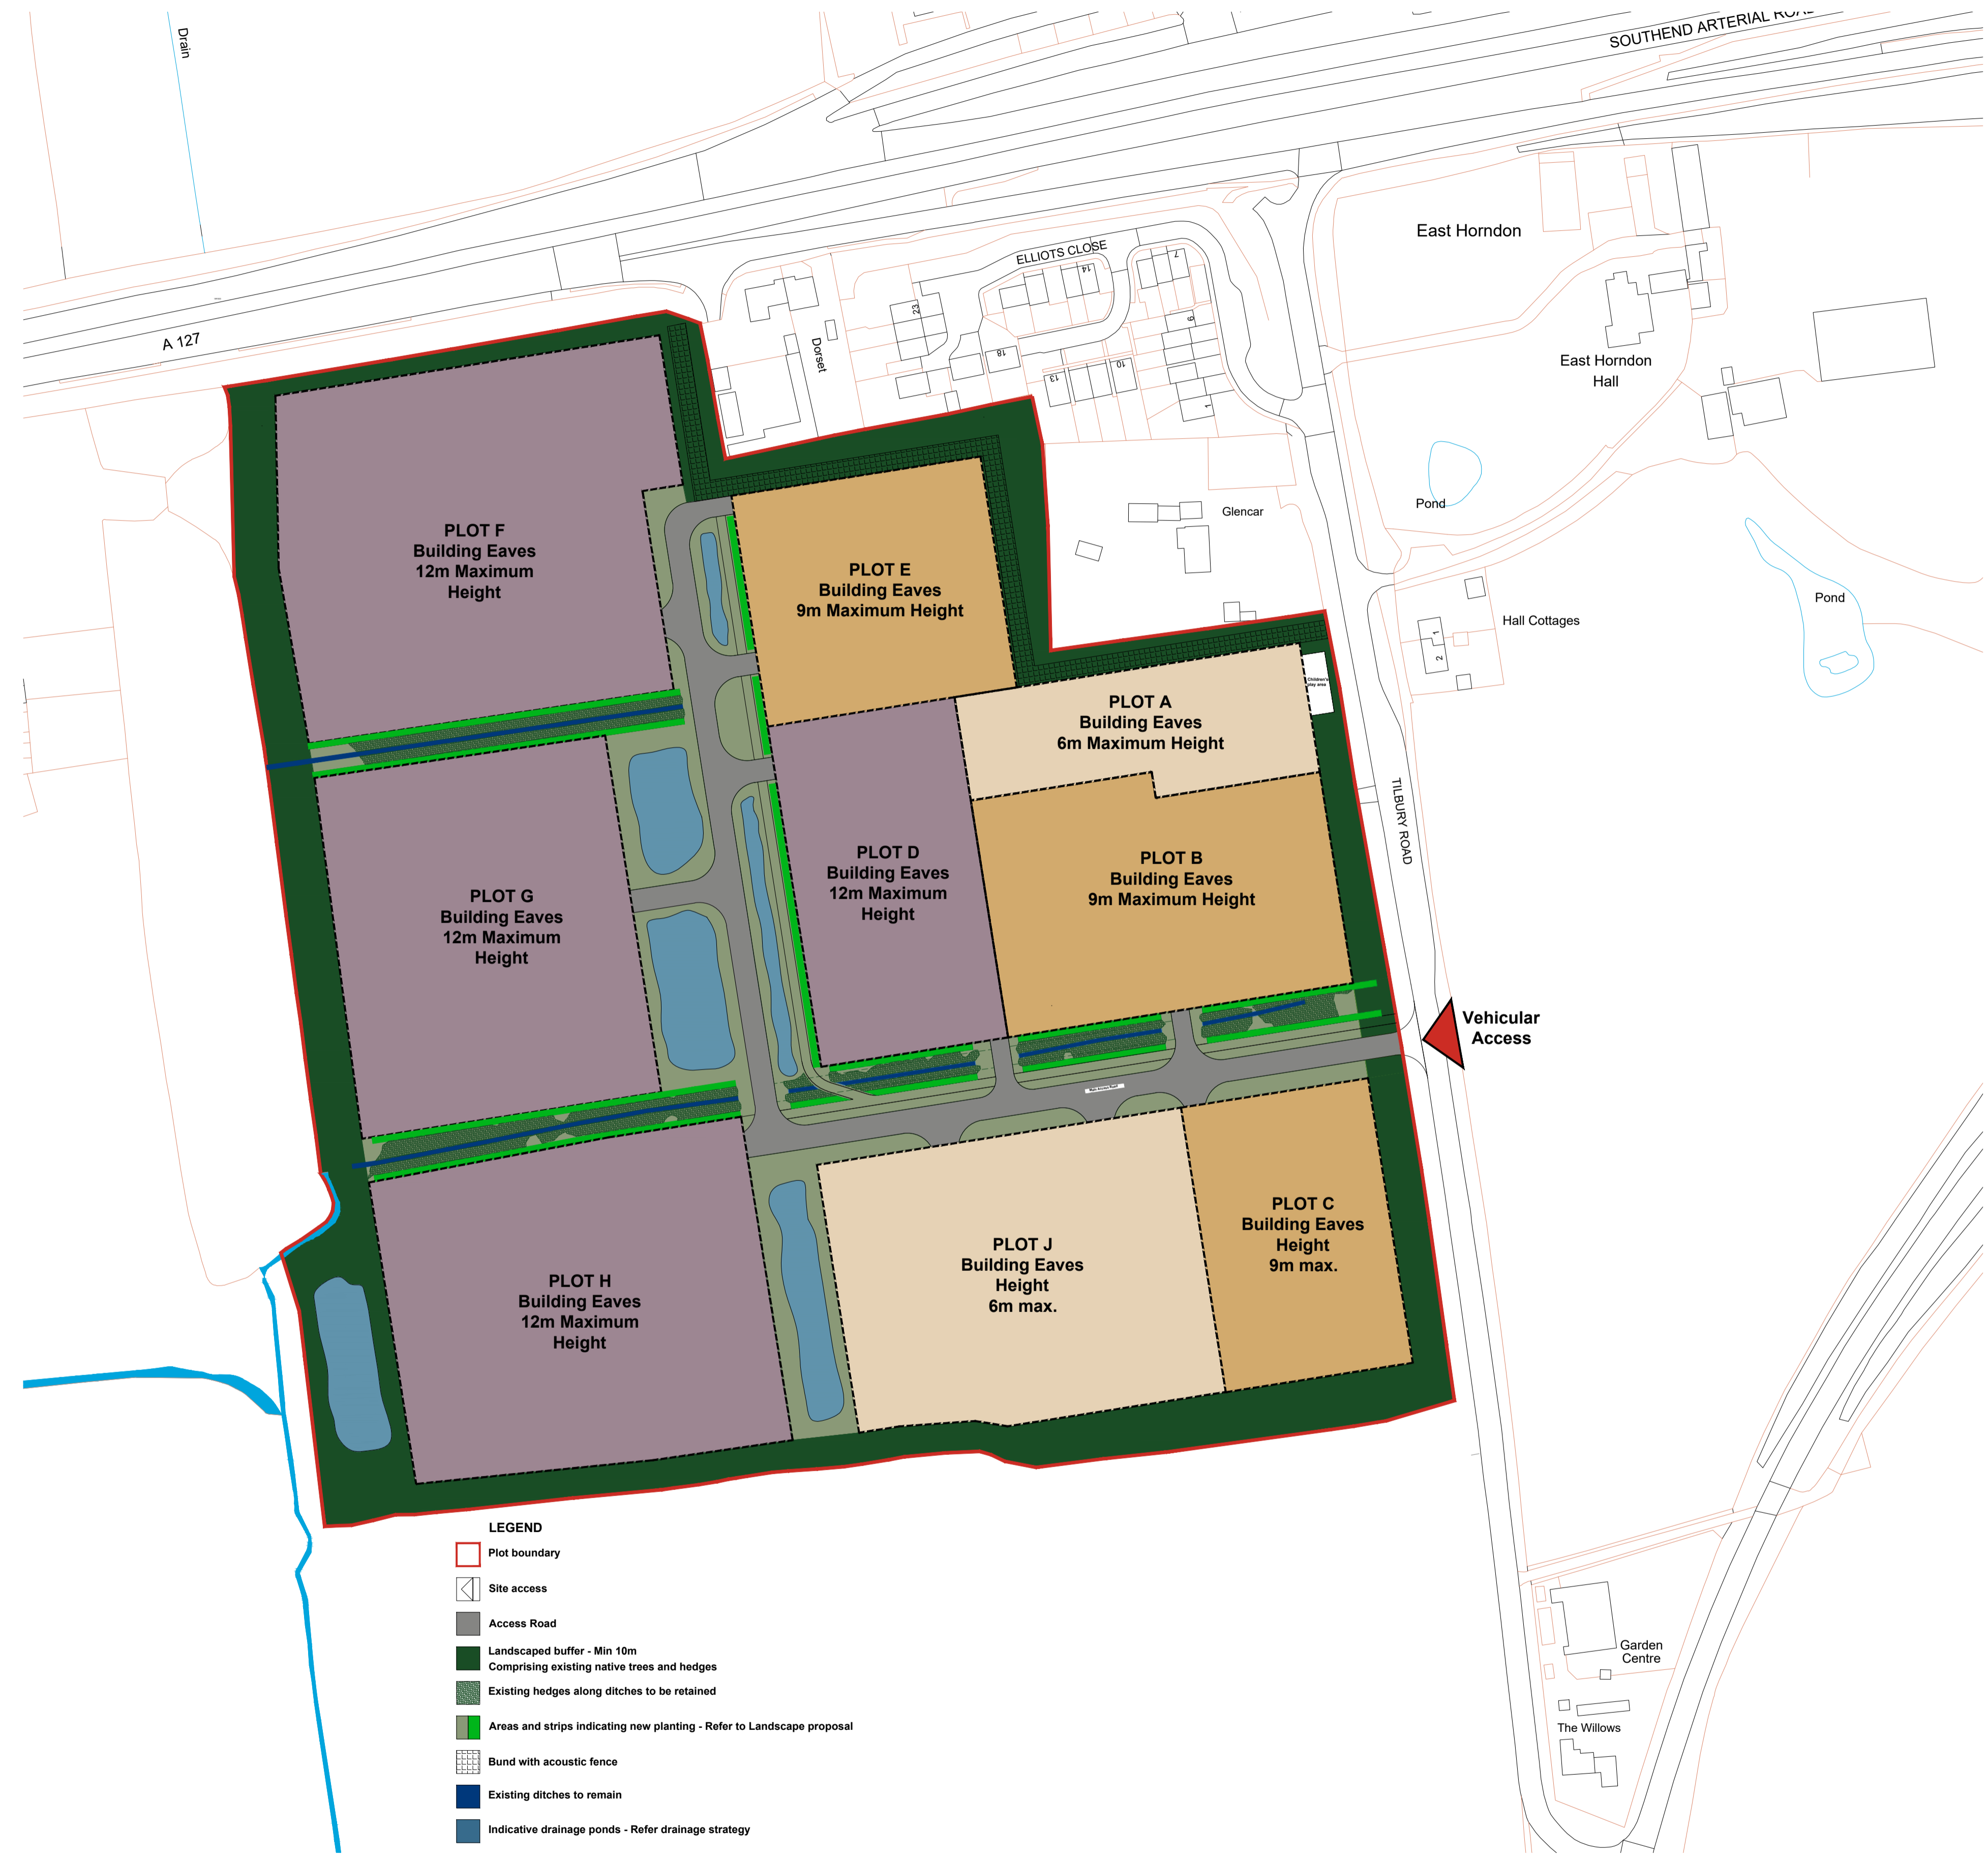 Drain
SOUTHEND ARTERIAL ROAD
East Horndon
ELLIOTS CLOSE
14
7
23
A 127
Dorset
18
6
13
10
1
East Horndon
Hall
Pond
Glencar
Pond
Hall Cottages
1
2
PLOT F
Building Eaves
12m Maximum
Height
PLOT E
Building Eaves
9m Maximum Height
Children's
play area
PLOT A
Building Eaves
6m Maximum Height
TILBURY ROAD
PLOT D
Building Eaves
12m Maximum
Height
PLOT B
Building Eaves
9m Maximum Height
PLOT G
Building Eaves
12m Maximum
Height
Vehicular
Access
PLOT C
Building Eaves
Height
9m max.
PLOT J
Building Eaves
Height
6m max.
PLOT H
Building Eaves
12m Maximum
Height
LEGEND
Plot boundary
Site access
Access Road
Landscaped buffer - Min 10m
Comprising existing native trees and hedges
Existing hedges along ditches to be retained
Areas and strips indicating new planting - Refer to Landscape proposal
Bund with acoustic fence
Existing ditches to remain
Indicative drainage ponds - Refer drainage strategy
Garden
Centre
The Willows